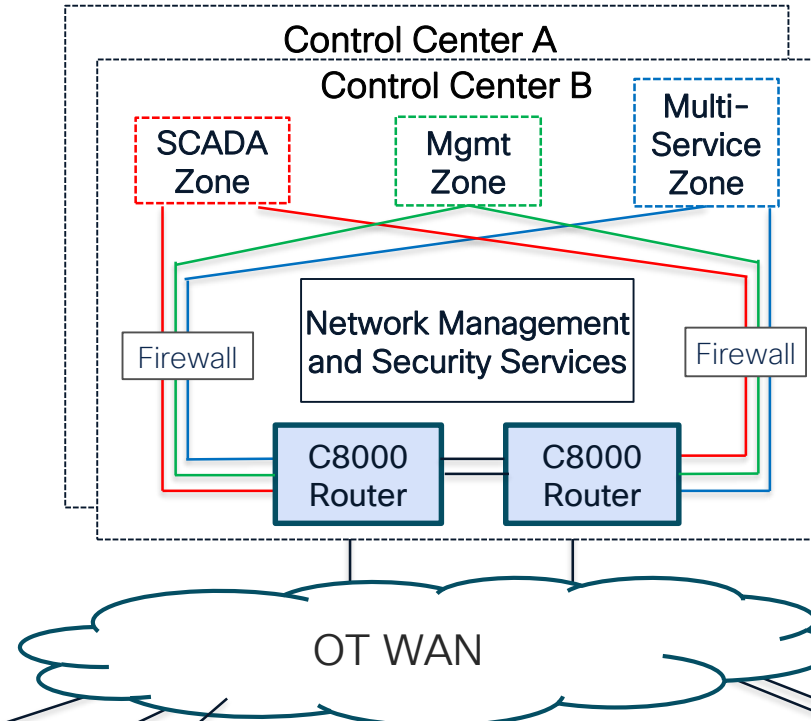 Control Center A
Control Center B
SCADA
Zone
Mgmt
Zone
Multi-
Service
Zone
Network Management
and Security Services
Firewall
Firewall
C8000
Router
C8000
Router
OT WAN